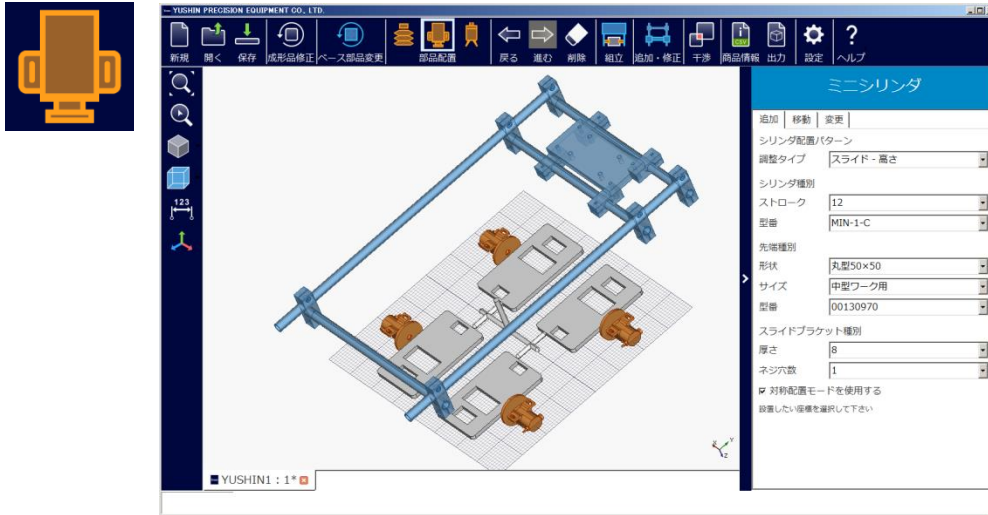 YUSHIN PRECISION EQUIPMENT CO., LTD.
新規 開く 保存 成形品修正 ベース部品変更 部品配置 戻る 進む 削除 組立 追加・修正 干渉 商品情報 出力 設定 ヘルプ
CSV
?
123
ミニシリンダ
追加 移動 変更
シリンダ配置パターン
調整タイプ スライド - 高さ
シリンダ種別
ストローク 12
型番 MIN-1-C
先端種別
形状 丸型50×50
サイズ 中型ワーク用
型番 00130970
スライドブラケット種別
厚さ 8
ネジ穴数 1
対称配置モードを使用する
設置したい座標を選択して下さい
X Y Z
YUSHIN1 : 1*